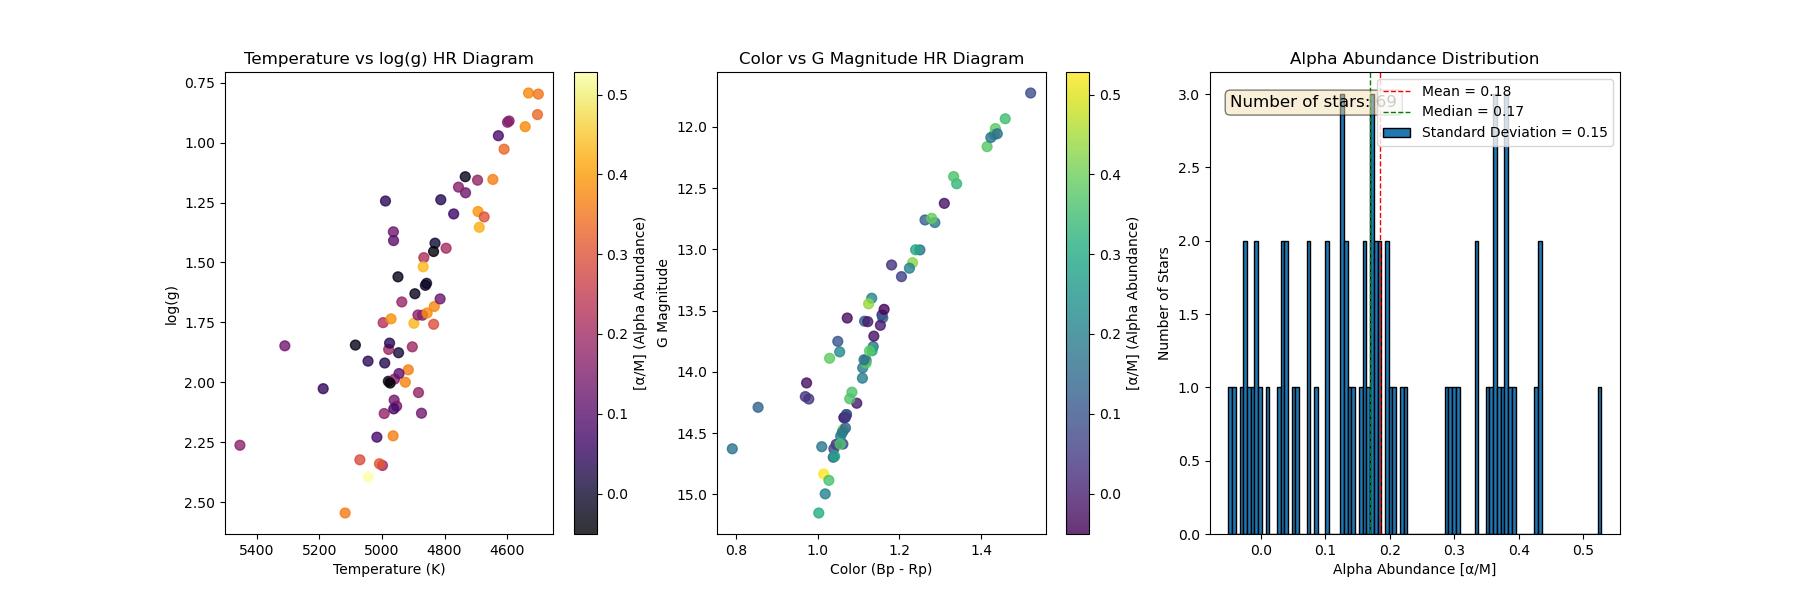 Temperature vs log(g) HR Diagram
0.75
1.00
1.25
1.50
1.75
2.00
2.25
2.50
log(g)
5400 5200 5000 4800 4600
Temperature (K)
0.5
0.4
0.3
0.2
0.1
0.0
[α/M] (Alpha Abundance)
Color vs G Magnitude HR Diagram
12.0
12.5
13.0
13.5
14.0
14.5
15.0
G Magnitude
0.8 1.0 1.2 1.4
Color (Bp - Rp)
0.5
0.4
0.3
0.2
0.1
0.0
[α/M] (Alpha Abundance)
Alpha Abundance Distribution
Number of stars: 69
Mean = 0.18
Median = 0.17
Standard Deviation = 0.15
3.0
2.5
2.0
1.5
1.0
0.5
0.0
Number of Stars
0.0 0.1 0.2 0.3 0.4 0.5
Alpha Abundance [α/M]